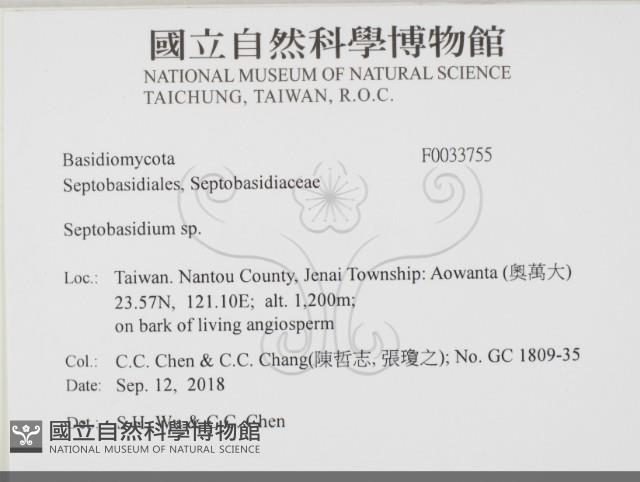 國立自然科學博物館
NATIONAL MUSEUM OF NATURAL SCIENCE
TAICHUNG, TAIWAN, R.O.C.
Basidiomycota F0033755
Septobasidiales, Septobasidiaceae
Septobasidium sp.
Loc.: Taiwan. Nantou County, Jenai Township: Aowanta (奧萬大)
23.57N, 121.10E; alt. 1,200m;
on bark of living angiosperm
Col.: C.C. Chen & C.C. Chang(陳哲志, 張瓊之); No. GC 1809-35
Date: Sep. 12, 2018
Det.: S.H. Wu & C.C. Chen
國立自然科學博物館
NATIONAL MUSEUM OF NATURAL SCIENCE